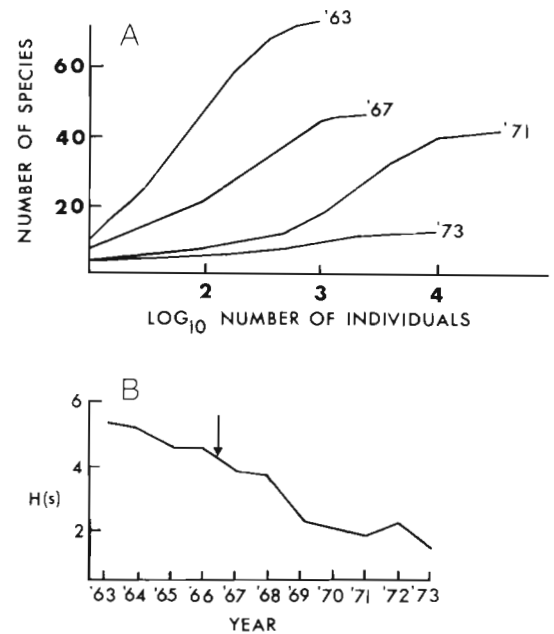 A
'63
NUMBER OF SPECIES
60
'67
40
'71
20
'73
2 3 4
LOG10 NUMBER OF INDIVIDUALS
B
6
4
H(s)
2
'63 '64 '65 '66 '67 '68 '69 '70 '71 '72 '73
YEAR